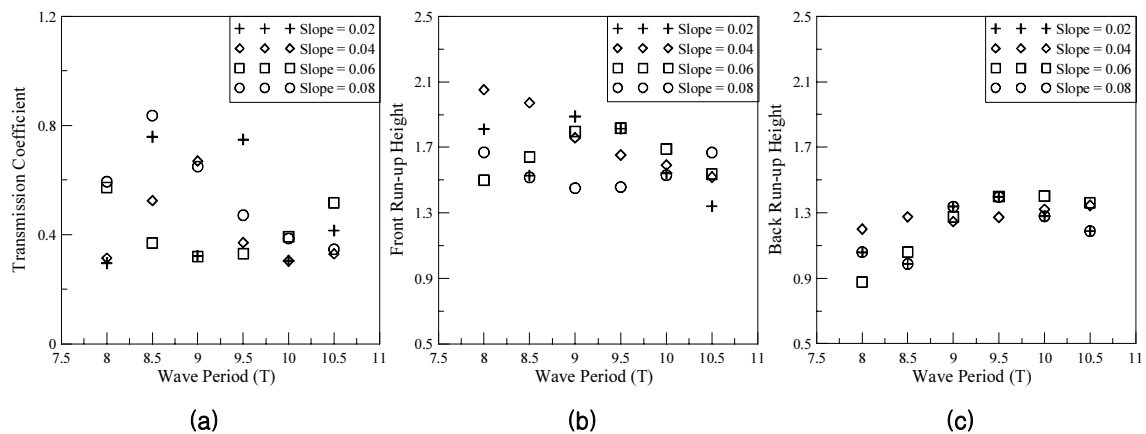 1.2
0.8
0.4
0
Transmission Coefficient
Slope = 0.02
Slope = 0.04
Slope = 0.06
Slope = 0.08
7.5 8 8.5 9 9.5 10 10.5 11
Wave Period (T)
(a)
2.5
2.1
1.7
1.3
0.9
0.5
Front Run-up Height
Slope = 0.02
Slope = 0.04
Slope = 0.06
Slope = 0.08
7.5 8 8.5 9 9.5 10 10.5 11
Wave Period (T)
(b)
2.5
2.1
1.7
1.3
0.9
0.5
Back Run-up Height
Slope = 0.02
Slope = 0.04
Slope = 0.06
Slope = 0.08
7.5 8 8.5 9 9.5 10 10.5 11
Wave Period (T)
(c)